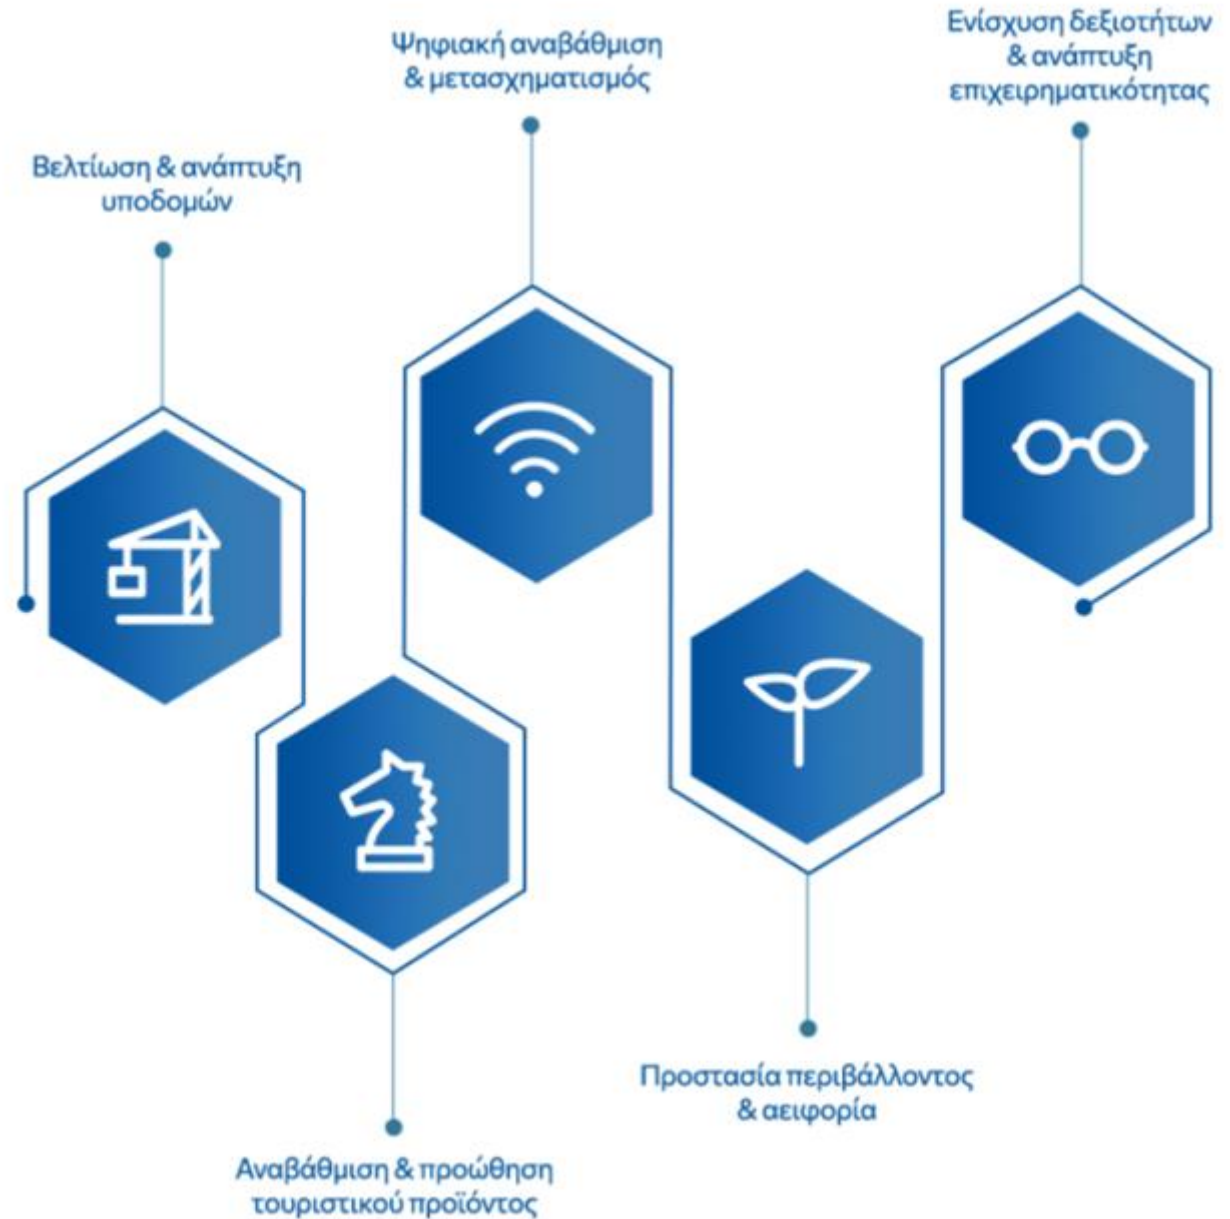 Βελτίωση & ανάπτυξη
υποδομών
Αναβάθμιση & προώθηση
τουριστικού προϊόντος
Ψηφιακή αναβάθμιση
& μετασχηματισμός
Προστασία περιβάλλοντος
& αειφορία
Ενίσχυση δεξιοτήτων
& ανάπτυξη
επιχειρηματικότητας